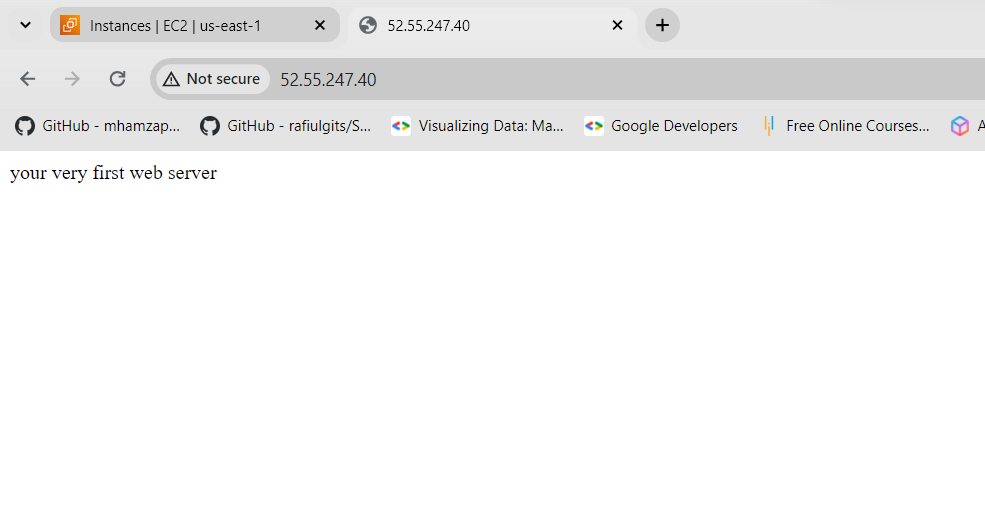 Instances | EC2 | us-east-1
52.55.247.40
Not secure
52.55.247.40
GitHub - mhamzap...
GitHub - rafiulgits/S...
Visualizing Data: Ma...
Google Developers
Free Online Courses...
A
your very first web server